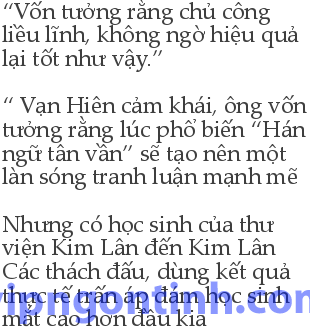 “Vốn tưởng rằng chủ công
liều lĩnh, không ngờ hiệu quả
lại tốt như vậy.”
“ Vạn Hiên cảm khái, ông vốn
tưởng rằng lúc phổ biến “Hán
ngữ tân vần” sẽ tạo nên một
làn sóng tranh luận mạnh mẽ
Nhưng có học sinh của thư
viện Kim Lân đến Kim Lân
Các thách đấu, dùng kết quả
thực tế trấn áp đám học sinh
mắt cao hơn đầu kia
ipngontinh.com